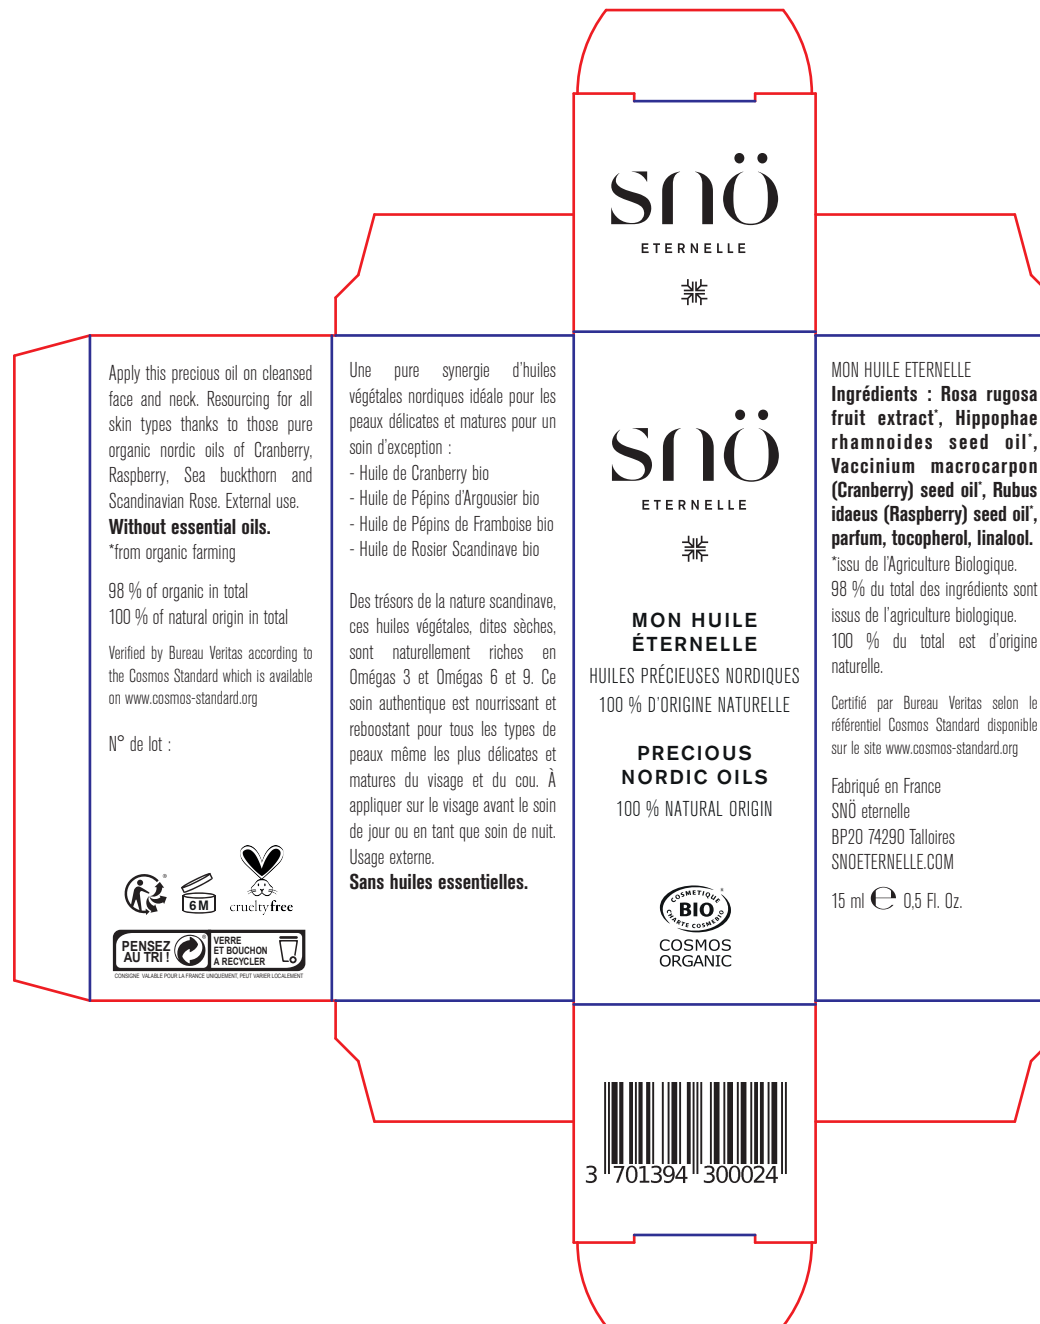 snö
ETERNELLE
Apply this precious oil on cleansed
face and neck. Resourcing for all
skin types thanks to those pure
organic nordic oils of Cranberry,
Raspberry, Sea buckthorn and
Scandinavian Rose. External use.
Without essential oils.
*from organic farming
98 % of organic in total
100 % of natural origin in total
Verified by Bureau Veritas according to
the Cosmos Standard which is available
on www.cosmos-standard.org
N° de lot :
®
6 M
crueltyfree
PENSEZ
AU TRI !
®
VERRE
ET BOUCHON
A RECYCLER
CONSIGNE VALABLE POUR LA FRANCE UNIQUEMENT, PEUT VARIER LOCALEMENT
Une pure synergie d'huiles
végétales nordiques idéale pour les
peaux délicates et matures pour un
soin d'exception :
- Huile de Cranberry bio
- Huile de Pépins d'Argousier bio
- Huile de Pépins de Framboise bio
- Huile de Rosier Scandinave bio
Des trésors de la nature scandinave,
ces huiles végétales, dites sèches,
sont naturellement riches en
Omégas 3 et Omégas 6 et 9. Ce
soin authentique est nourrissant et
reboostant pour tous les types de
peaux même les plus délicates et
matures du visage et du cou. À
appliquer sur le visage avant le soin
de jour ou en tant que soin de nuit.
Usage externe.
Sans huiles essentielles.
snö
ETERNELLE
MON HUILE
ÉTERNELLE
HUILES PRÉCIEUSES NORDIQUES
100 % D'ORIGINE NATURELLE
PRECIOUS
NORDIC OILS
100 % NATURAL ORIGIN
COSMETIQUE
BIO
CHARTE COSMEBIO
®
COSMOS
ORGANIC
MON HUILE ETERNELLE
Ingrédients : Rosa rugosa
fruit extract*, Hippophae
rhamnoides seed oil*,
Vaccinium macrocarpon
(Cranberry) seed oil*, Rubus
idaeus (Raspberry) seed oil*,
parfum, tocopherol, linalool.
*issu de l'Agriculture Biologique.
98 % du total des ingrédients sont
issus de l'agriculture biologique.
100 % du total est d'origine
naturelle.
Certifié par Bureau Veritas selon le
référentiel Cosmos Standard disponible
sur le site www.cosmos-standard.org
Fabriqué en France
SNÖ eternelle
BP20 74290 Talloires
SNOETERNELLE.COM
15 ml ℮ 0,5 Fl. Oz.
3 701394 300024